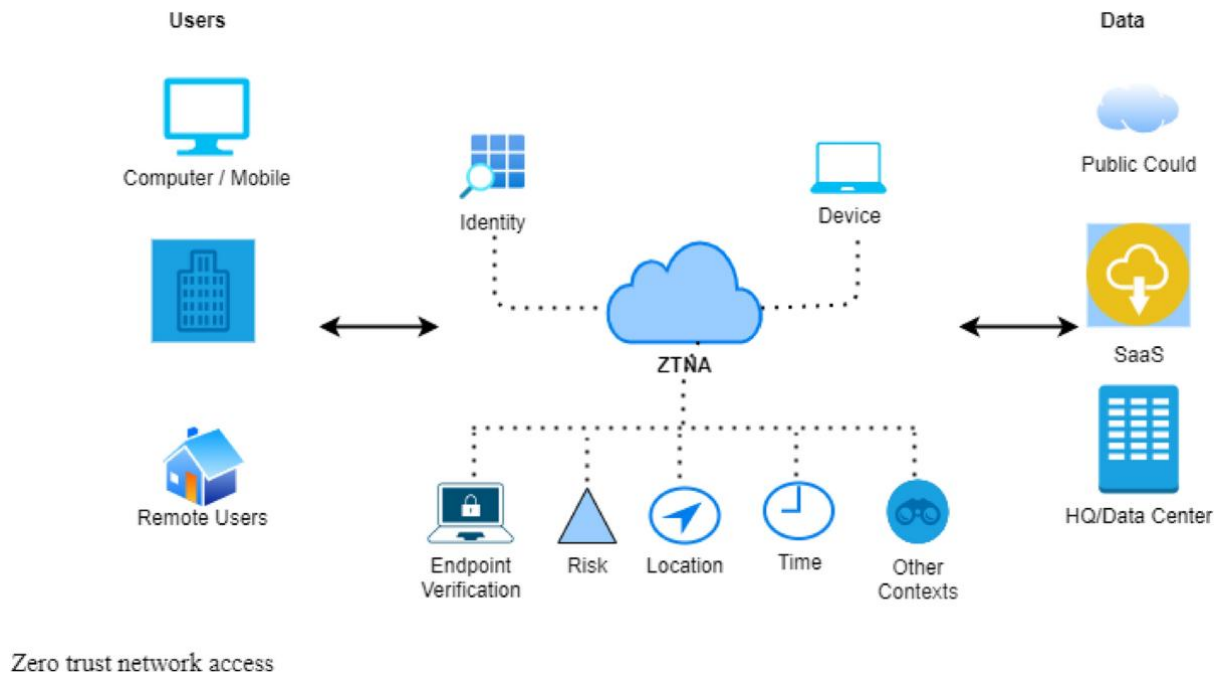 Users
Data
Computer / Mobile
Public Could
Identity
Device
ZTNA
SaaS
Remote Users
HQ/Data Center
Endpoint
Verification
Risk
Location
Time
Other
Contexts
Zero trust network access